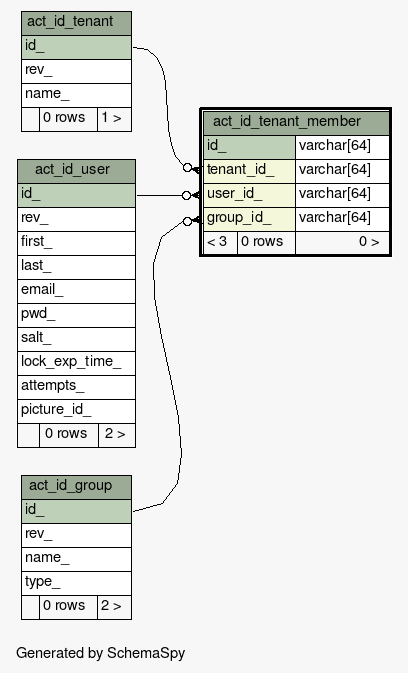 act_id_tenant
id_
rev_
name_
0 rows 1 >
act_id_tenant_member
id_ varchar[64]
tenant_id_ varchar[64]
user_id_ varchar[64]
group_id_ varchar[64]
< 3 0 rows 0 >
act_id_user
id_
rev_
first_
last_
email_
pwd_
salt_
lock_exp_time_
attempts_
picture_id_
0 rows 2 >
act_id_group
id_
rev_
name_
type_
0 rows 2 >
Generated by SchemaSpy